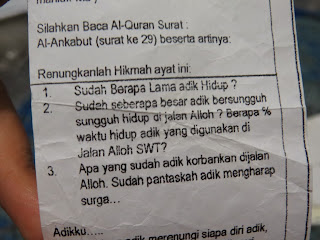 Silahkan Baca Al-Quran Surat :
Al-Ankabut (surat ke 29) beserta artinya:
Renungkanlah Hikmah ayat ini:
1. Sudah Berapa Lama adik Hidup ?
2. Sudah seberapa besar adik bersungguh
sungguh hidup di jalan Alloh ? Berapa %
waktu hidup adik yang digunakan di
Jalan Alloh SWT?
3. Apa yang sudah adik korbankan dijalan
Alloh. Sudah pantaskah adik mengharap
surga...
Adikku.....
adik merenungi siapa diri adik,